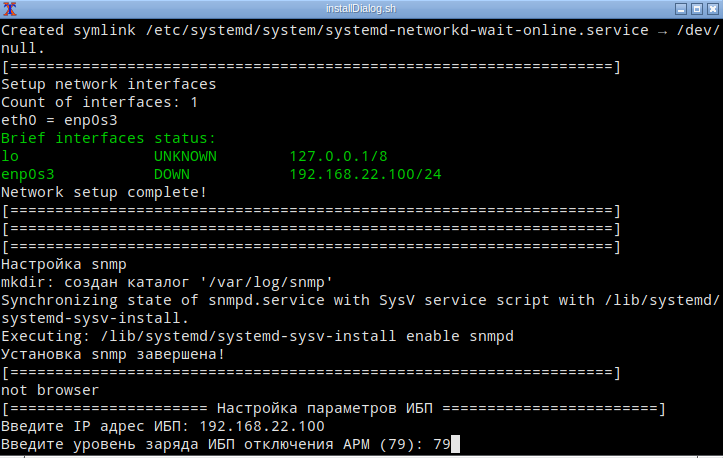 installDialog.sh
Created symlink /etc/systemd/system/systemd-networkd-wait-online.service → /dev/
null.
[===================================================================]
Setup network interfaces
Count of interfaces: 1
eth0 = enp0s3
Brief interfaces status:
lo               UNKNOWN        127.0.0.1/8
enp0s3           DOWN           192.168.22.100/24
Network setup complete!
[===================================================================]
[===================================================================]
[===================================================================]
Настройка snmp
mkdir: создан каталог '/var/log/snmp'
Synchronizing state of snmpd.service with SysV service script with /lib/systemd/
systemd-sysv-install.
Executing: /lib/systemd/systemd-sysv-install enable snmpd
Установка snmp завершена!
[===================================================================]
not browser
[====================== Настройка параметров ИБП ========================]
Введите IP адрес ИБП: 192.168.22.100
Введите уровень заряда ИБП отключения АРМ (79): 79